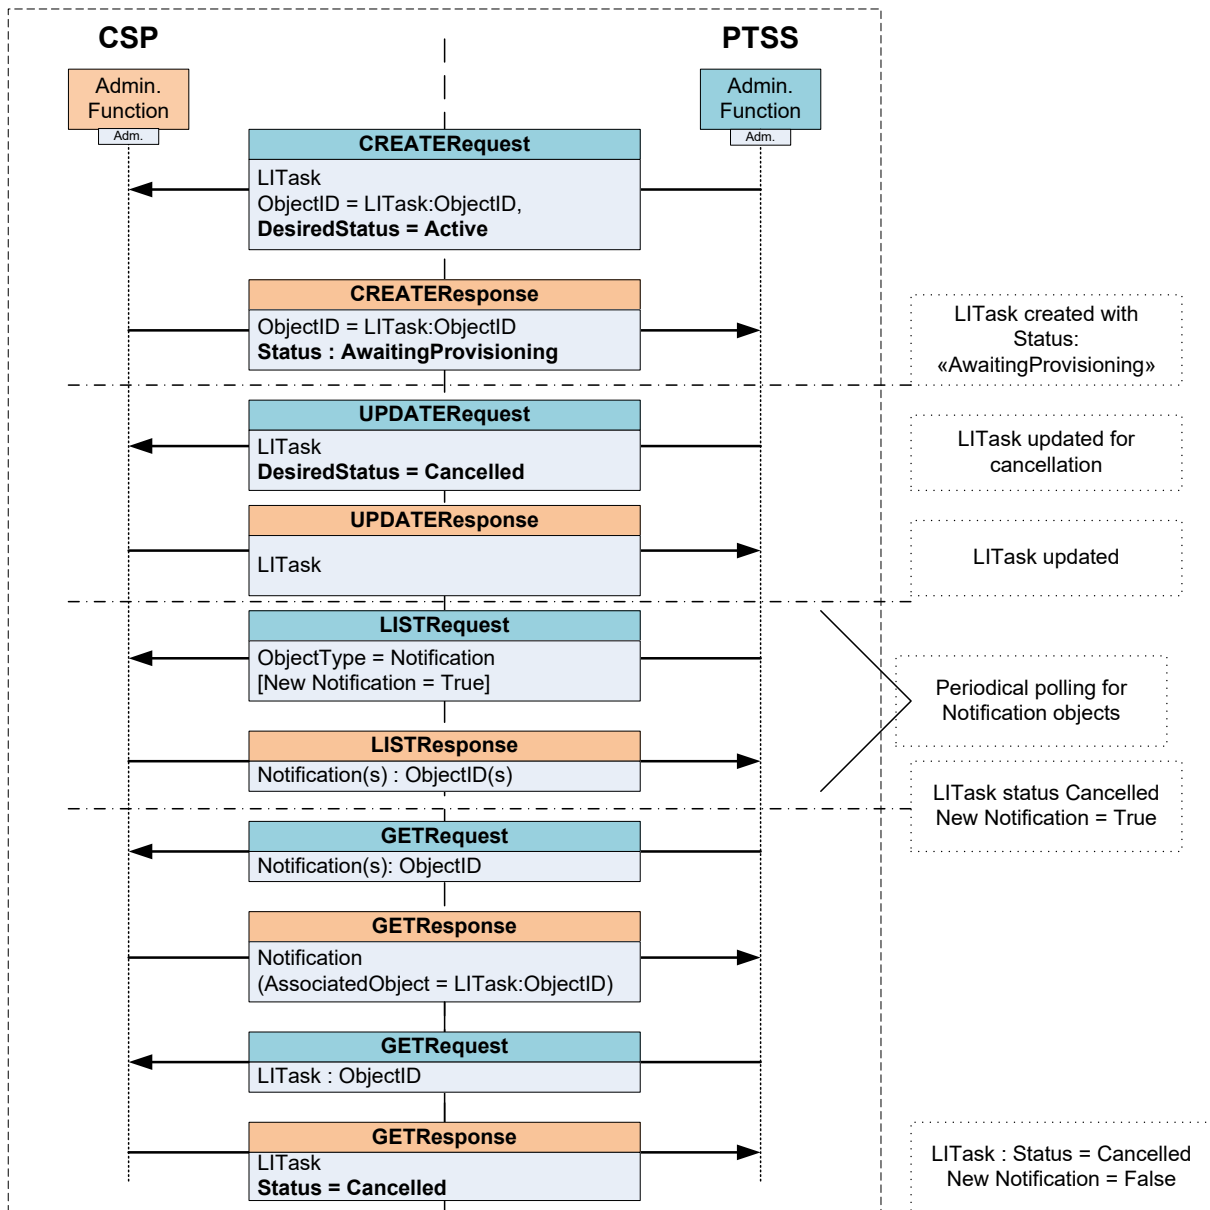 CSP
PTSS
Admin.
Function
Adm.
Admin.
Function
Adm.
CREATERequest
LITask
ObjectID = LITask:ObjectID,
DesiredStatus = Active
CREATEResponse
ObjectID = LITask:ObjectID
Status : AwaitingProvisioning
LITask created with
Status:
«AwaitingProvisioning»
UPDATERequest
LITask
DesiredStatus = Cancelled
LITask updated for
cancellation
UPDATEResponse
LITask
LITask updated
LISTRequest
ObjectType = Notification
[New Notification = True]
Periodical polling for
Notification objects
LISTResponse
Notification(s) : ObjectID(s)
LITask status Cancelled
New Notification = True
GETRequest
Notification(s): ObjectID
GETResponse
Notification
(AssociatedObject = LITask:ObjectID)
GETRequest
LITask : ObjectID
GETResponse
LITask
Status = Cancelled
LITask : Status = Cancelled
New Notification = False